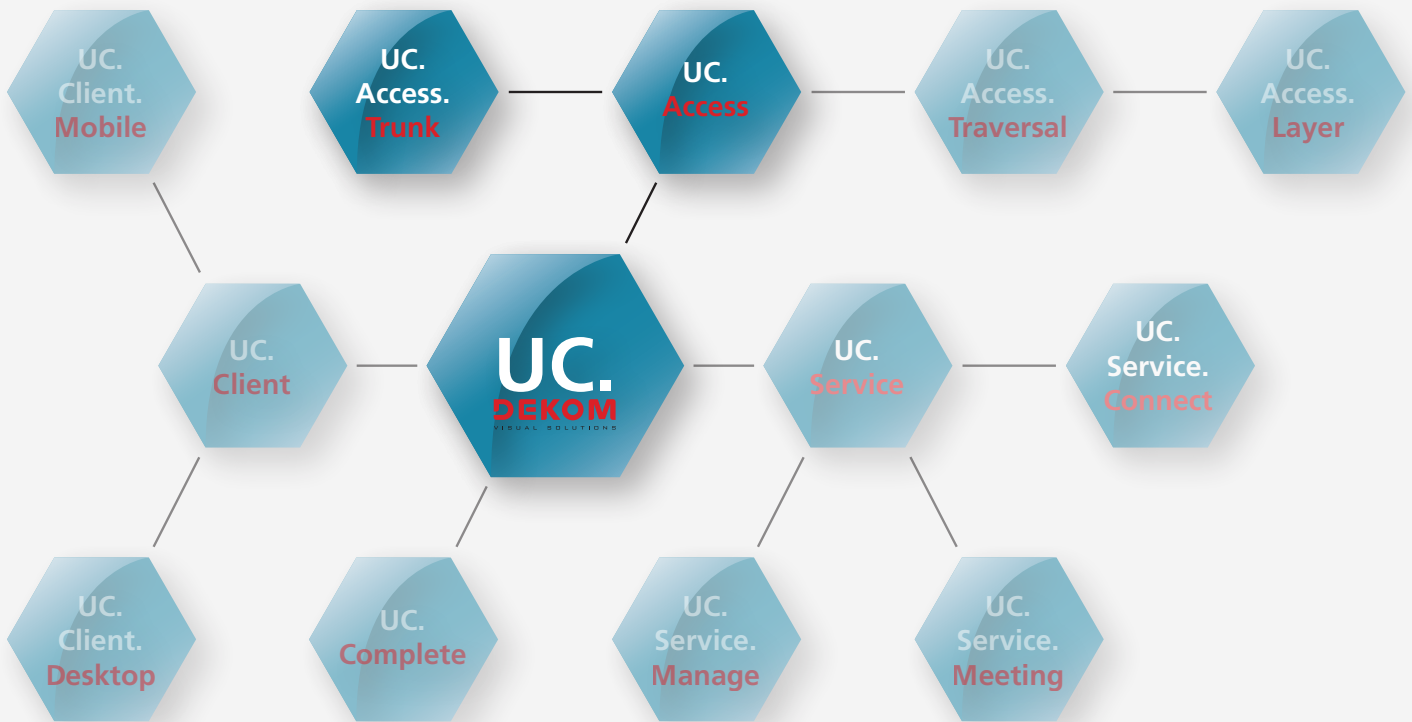 UC.
Client.
Mobile
UC.
Access.
Trunk
UC.
Access
UC.
Access.
Traversal
UC.
Access.
Layer
UC.
Client
UC.
DEKOM
VISUAL SOLUTIONS
UC.
Service
UC.
Service.
Connect
UC.
Client.
Desktop
UC.
Complete
UC.
Service.
Manage
UC.
Service.
Meeting